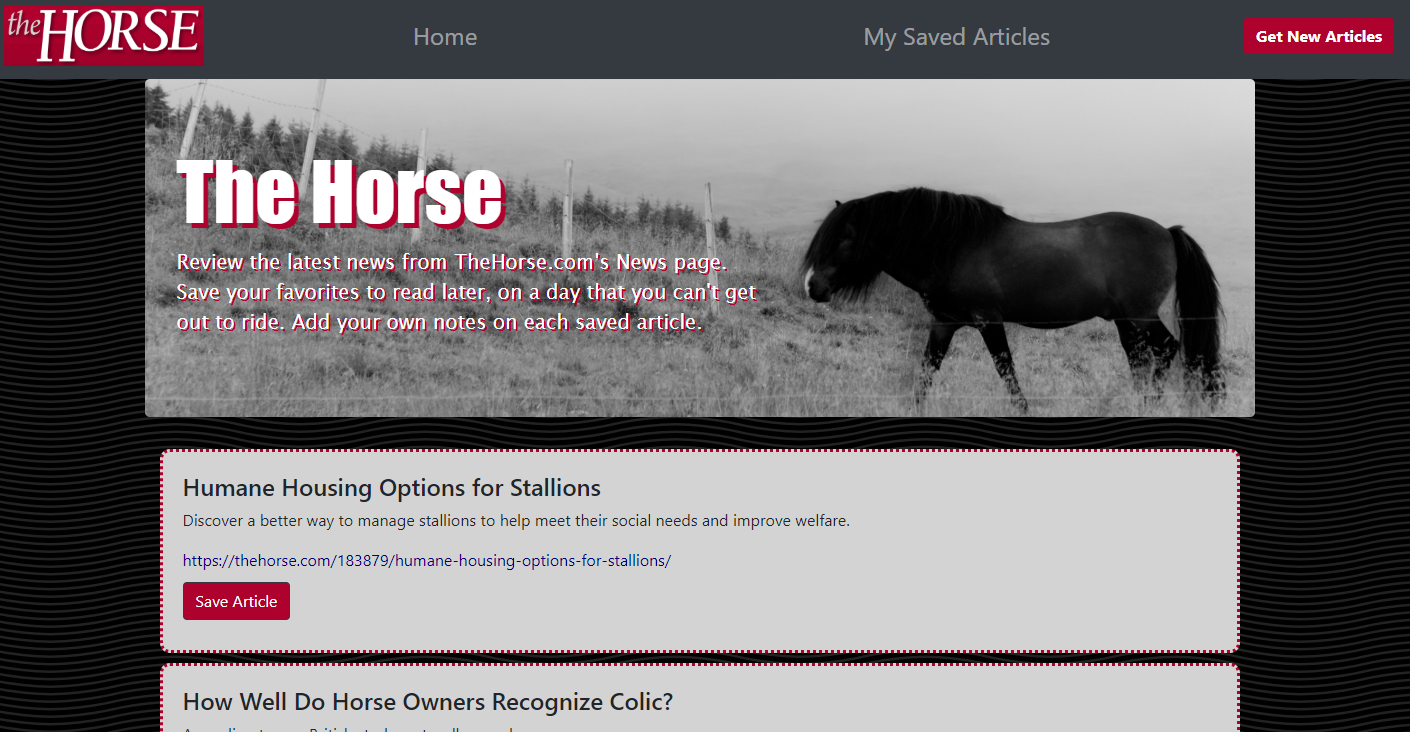 the HORSE
Home
My Saved Articles
Get New Articles
The Horse
Review the latest news from TheHorse.com's News page.
Save your favorites to read later, on a day that you can't get
out to ride. Add your own notes on each saved article.
Humane Housing Options for Stallions
Discover a better way to manage stallions to help meet their social needs and improve welfare.
https://thehorse.com/183879/humane-housing-options-for-stallions/
Save Article
How Well Do Horse Owners Recognize Colic?